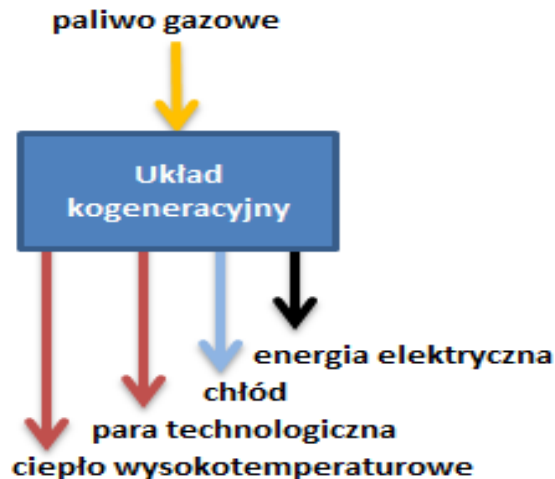 paliwo gazowe
Układ
kogeneracyjny
energia elektryczna
chłód
para technologiczna
ciepło wysokotemperaturowe